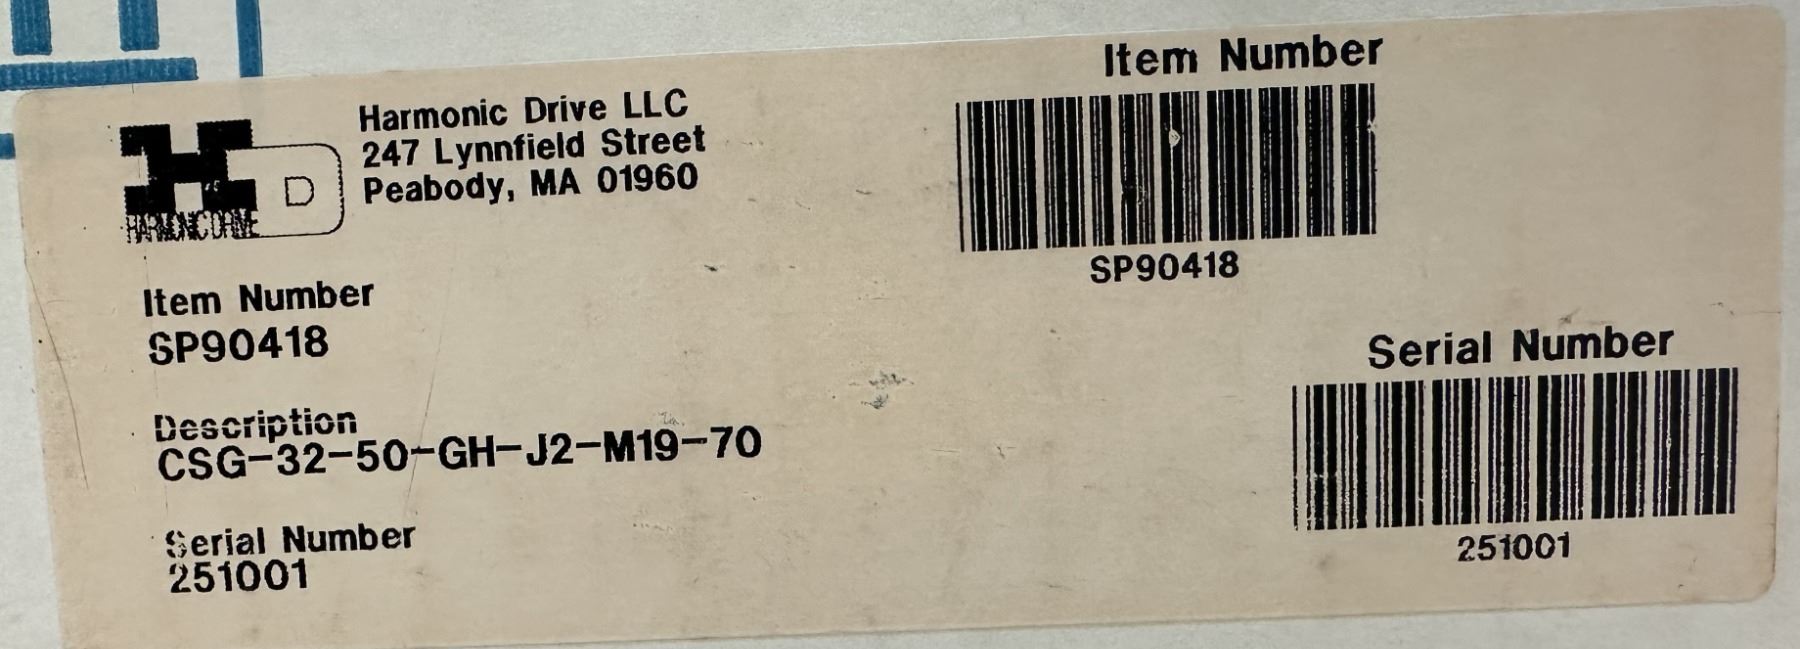 Harmonic Drive LLC
247 Lynnfield Street
Peabody, MA 01960
HARMONIC DRIVE
D
Item Number
SP90418
Description
CSG-32-50-GH-J2-M19-70
Serial Number
251001
Item Number
SP90418
Serial Number
251001